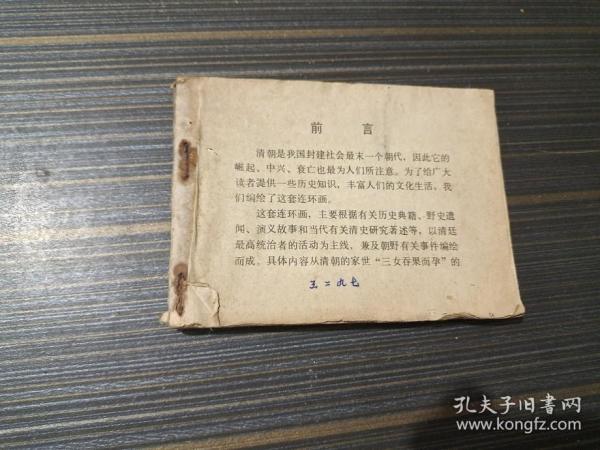 前言
清朝是我国封建社会最末一个朝代，因此它的
崛起、中兴、衰亡也最为人们所注意。为了给广大
读者提供一些历史知识，丰富人们的文化生活，我
们编绘了这套连环画。
这套连环画，主要根据有关历史典籍、野史遗
闻、演义故事和当代有关清史研究著述等，以清廷
最高统治者的活动为主线，兼及朝野有关事件编绘
而成。具体内容从清朝的家世“三女吞果而孕”的
孔夫子旧书网
www.kongfz.com